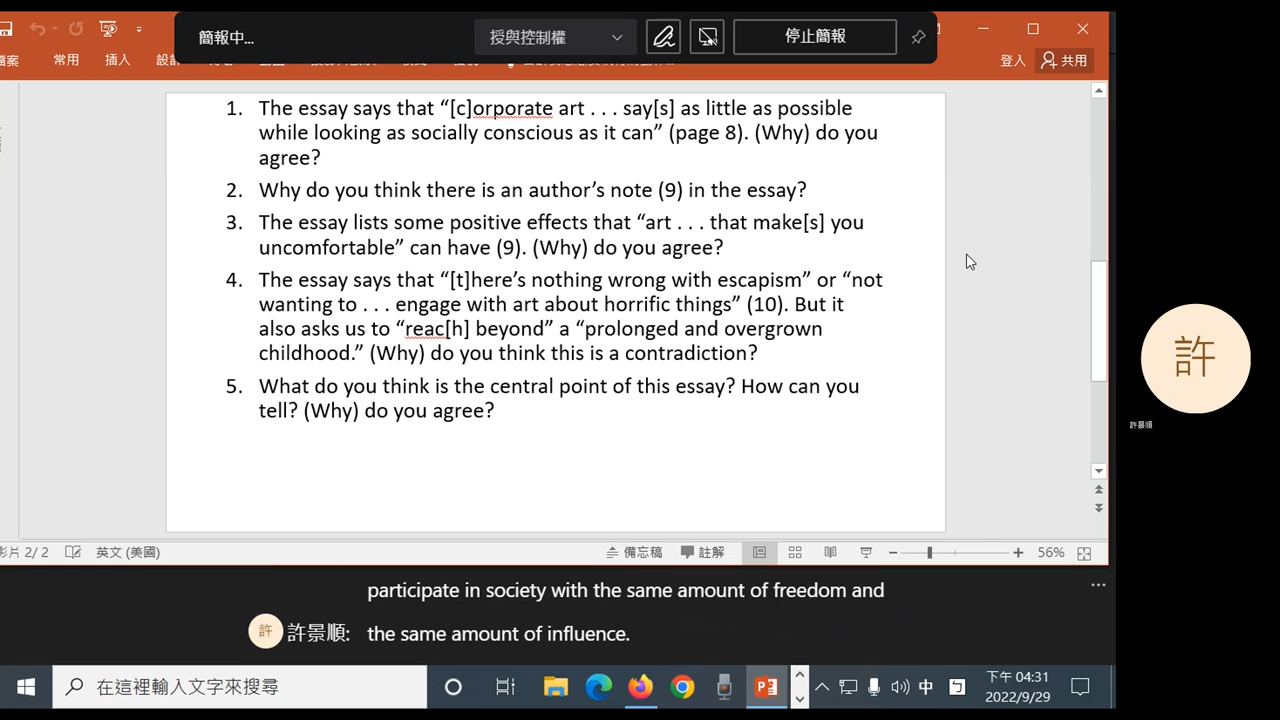 簡報中...
授與控制權
停止簡報
檔案
常用
插入
登入
共用
1. The essay says that “[c]orporate art . . . say[s] as little as possible
while looking as socially conscious as it can” (page 8). (Why) do you
agree?
2. Why do you think there is an author’s note (9) in the essay?
3. The essay lists some positive effects that “art . . . that make[s] you
uncomfortable” can have (9). (Why) do you agree?
4. The essay says that “[t]here’s nothing wrong with escapism” or “not
wanting to . . . engage with art about horrific things” (10). But it
also asks us to “reac[h] beyond” a “prolonged and overgrown
childhood.” (Why) do you think this is a contradiction?
5. What do you think is the central point of this essay? How can you
tell? (Why) do you agree?
許
許景順
影片 2/ 2
英文 (美國)
備忘稿
註解
56%
participate in society with the same amount of freedom and
許 許景順: the same amount of influence.
在這裡輸入文字來搜尋
中
下午 04:31
2022/9/29